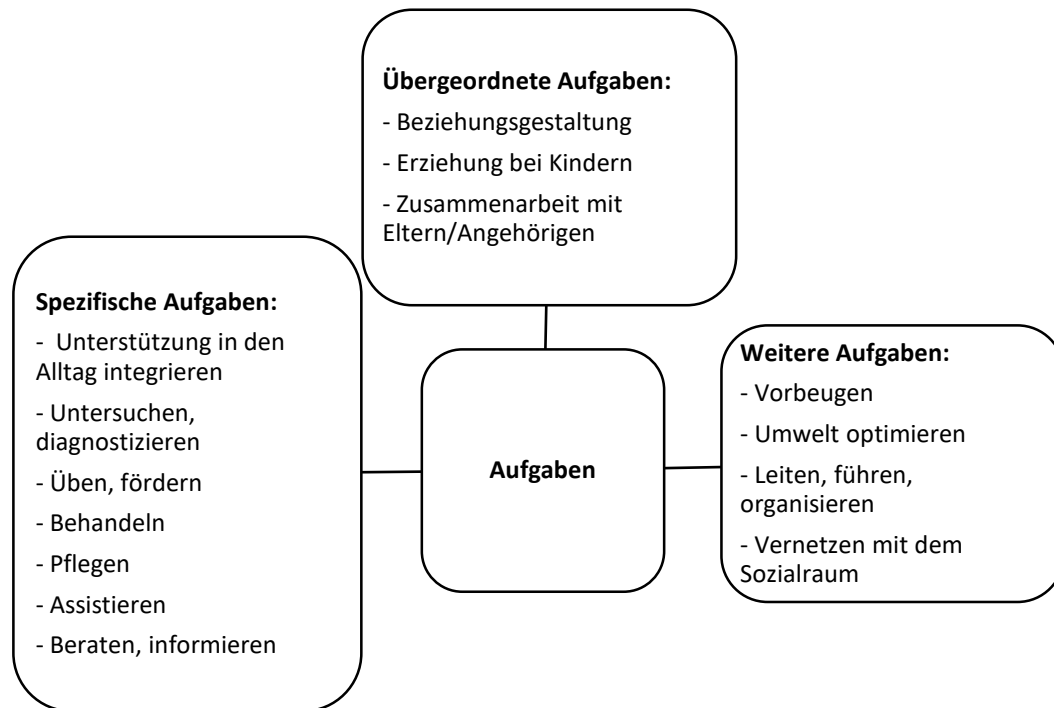 Übergeordnete Aufgaben:
- Beziehungsgestaltung
- Erziehung bei Kindern
- Zusammenarbeit mit
Eltern/Angehörigen
Spezifische Aufgaben:
- Unterstützung in den
Alltag integrieren
- Untersuchen,
diagnostizieren
- Üben, fördern
- Behandeln
- Pflegen
- Assistieren
- Beraten, informieren
Aufgaben
Weitere Aufgaben:
- Vorbeugen
- Umwelt optimieren
- Leiten, führen,
organisieren
- Vernetzen mit dem
Sozialraum